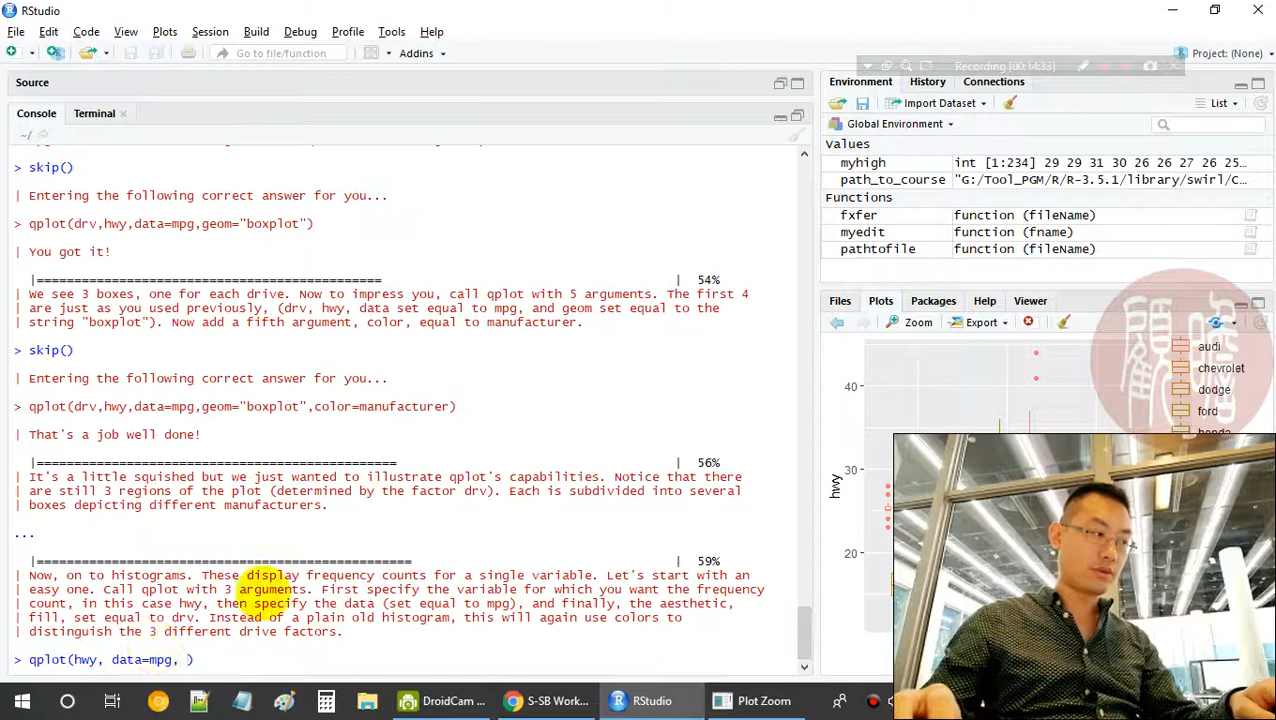 RStudio
File Edit Code View Plots Session Build Debug Profile Tools Help
Go to file/function Addins Project: (None)
Recording [00:14:33]
Source
Console Terminal
~/
> skip()
| Entering the following correct answer for you...
> qplot(drv,hwy,data=mpg,geom="boxplot")
| You got it!
|============================================== | 54%
| We see 3 boxes, one for each drive. Now to impress you, call qplot with 5 arguments. The first 4
| are just as you used previously, (drv, hwy, data set equal to mpg, and geom set equal to the
| string "boxplot"). Now add a fifth argument, color, equal to manufacturer.
> skip()
| Entering the following correct answer for you...
> qplot(drv,hwy,data=mpg,geom="boxplot",color=manufacturer)
| That's a job well done!
|================================================ | 56%
| It's a little squished but we just wanted to illustrate qplot's capabilities. Notice that there
| are still 3 regions of the plot (determined by the factor drv). Each is subdivided into several
| boxes depicting different manufacturers.
...
|================================================== | 59%
| Now, on to histograms. These display frequency counts for a single variable. Let's start with an
| easy one. Call qplot with 3 arguments. First specify the variable for which you want the frequency
| count, in this case hwy, then specify the data (set equal to mpg), and finally, the aesthetic,
| fill, set equal to drv. Instead of a plain old histogram, this will again use colors to
| distinguish the 3 different drive factors.
> qplot(hwy, data=mpg, )
Environment History Connections
Import Dataset List
Global Environment
Values
myhigh int [1:234] 29 29 31 30 26 26 27 26 25…
path_to_course "G:/Tool_PGM/R/R-3.5.1/library/swirl/C…
Functions
fxfer function (fileName)
myedit function (fname)
pathtofile function (fileName)
Files Plots Packages Help Viewer
Zoom Export
audi
chevrolet
dodge
ford
honda
40
30
20
hwy
DroidCam ... S-SB Work... RStudio Plot Zoom